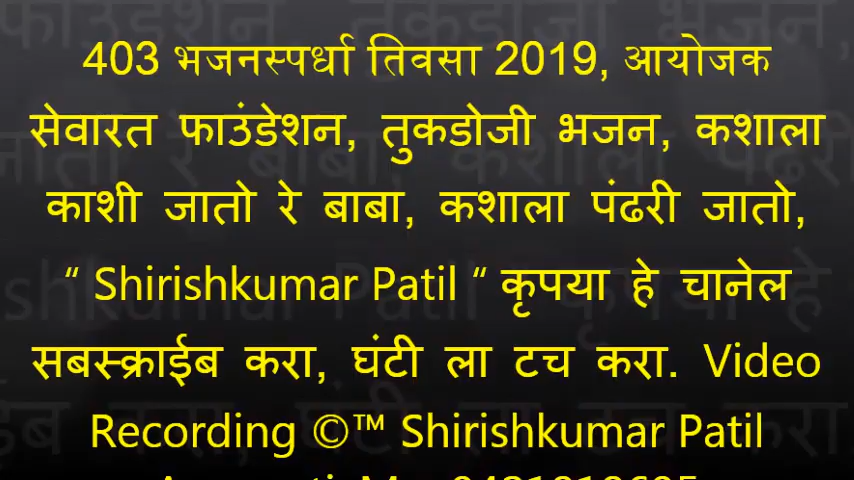 403 भजनस्पर्धा तिवसा 2019, आयोजक
सेवारत फाउंडेशन, तुकडोजी भजन, कशाला
काशी जातो रे बाबा, कशाला पंढरी जातो,
“ Shirishkumar Patil “ कृपया हे चानेल
सबस्क्राईब करा, घंटी ला टच करा. Video
Recording ©™ Shirishkumar Patil